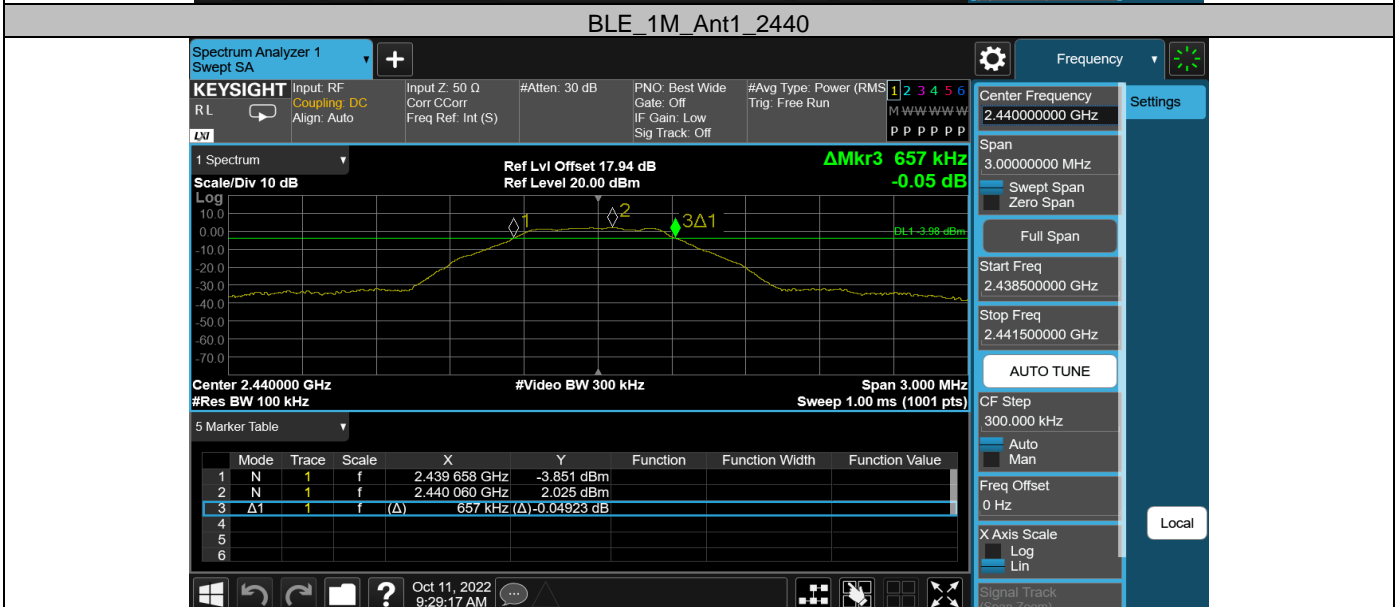 BLE_1M_Ant1_2440
Spectrum Analyzer 1
Swept SA
+
Frequency
KEYSIGHT
RL
LXI
Input: RF
Coupling: DC
Align: Auto
Input Z: 50 Ω
Corr CCorr
Freq Ref: Int (S)
#Atten: 30 dB
PNO: Best Wide
Gate: Off
IF Gain: Low
Sig Track: Off
#Avg Type: Power (RMS
Trig: Free Run
1 2 3 4 5 6
M W W W W W
P P P P P P
1 Spectrum
Scale/Div 10 dB
Ref Lvl Offset 17.94 dB
Ref Level 20.00 dBm
ΔMkr3 657 kHz
-0.05 dB
Log
10.0
0.00
-10.0
-20.0
-30.0
-40.0
-50.0
-60.0
-70.0
1
2
3Δ1
DL1 -3.98 dBm
Center 2.440000 GHz
#Video BW 300 kHz
Span 3.000 MHz
#Res BW 100 kHz
Sweep 1.00 ms (1001 pts)
5 Marker Table
Mode Trace Scale X Y Function Function Width Function Value
1 N 1 f 2.439 658 GHz -3.851 dBm
2 N 1 f 2.440 060 GHz 2.025 dBm
3 Δ1 1 f (Δ) 657 kHz (Δ) -0.04923 dB
4
5
6
Oct 11, 2022
9:29:17 AM
?
Center Frequency
2.440000000 GHz
Span
3.00000000 MHz
Swept Span
Zero Span
Full Span
Start Freq
2.438500000 GHz
Stop Freq
2.441500000 GHz
AUTO TUNE
CF Step
300.000 kHz
Auto
Man
Freq Offset
0 Hz
X Axis Scale
Log
Lin
Signal Track
(Span Zoom)
Settings
Local